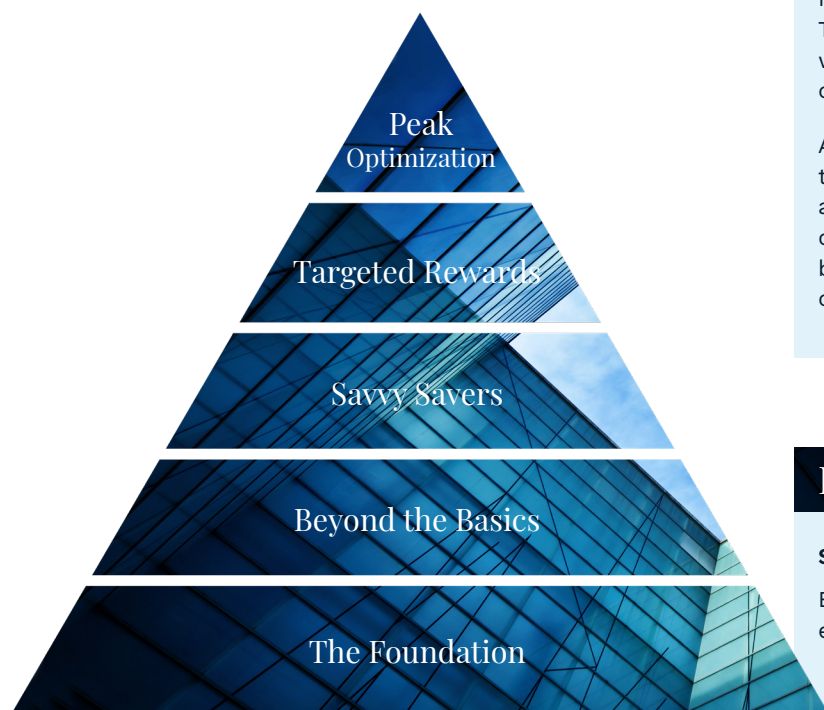 Peak
Optimization
Targeted Rewards
Savvy Savers
Beyond the Basics
The Foundation